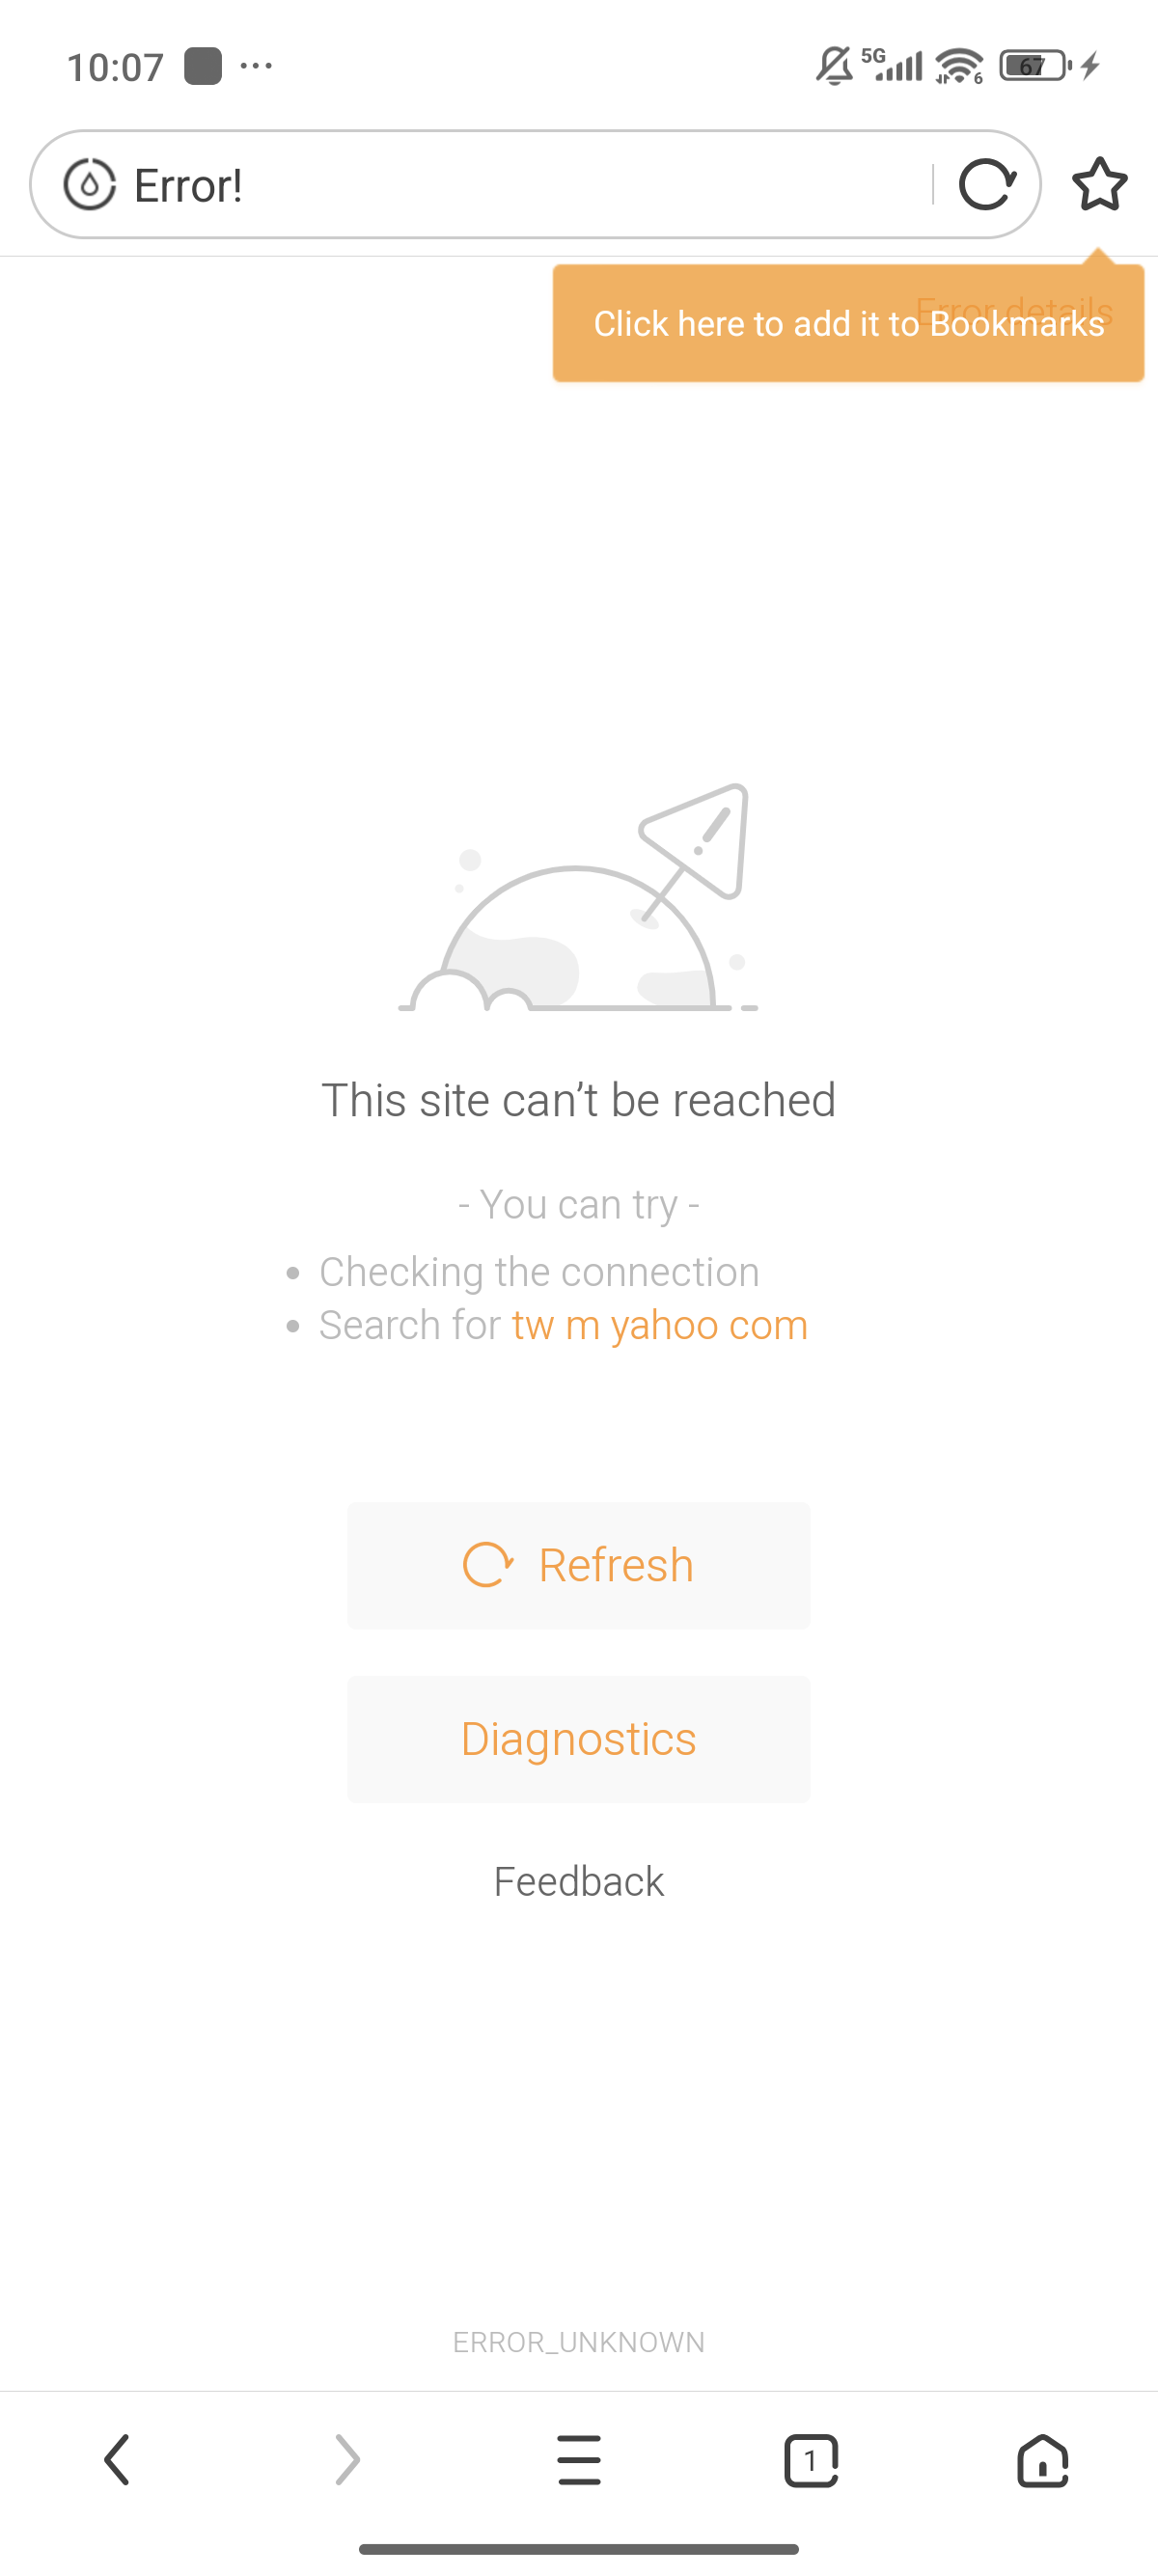 10:07
5G
6
67
Error!
Error details
Click here to add it to Bookmarks
This site can’t be reached
- You can try -
Checking the connection
Search for tw m yahoo com
Refresh
Diagnostics
Feedback
ERROR_UNKNOWN
1